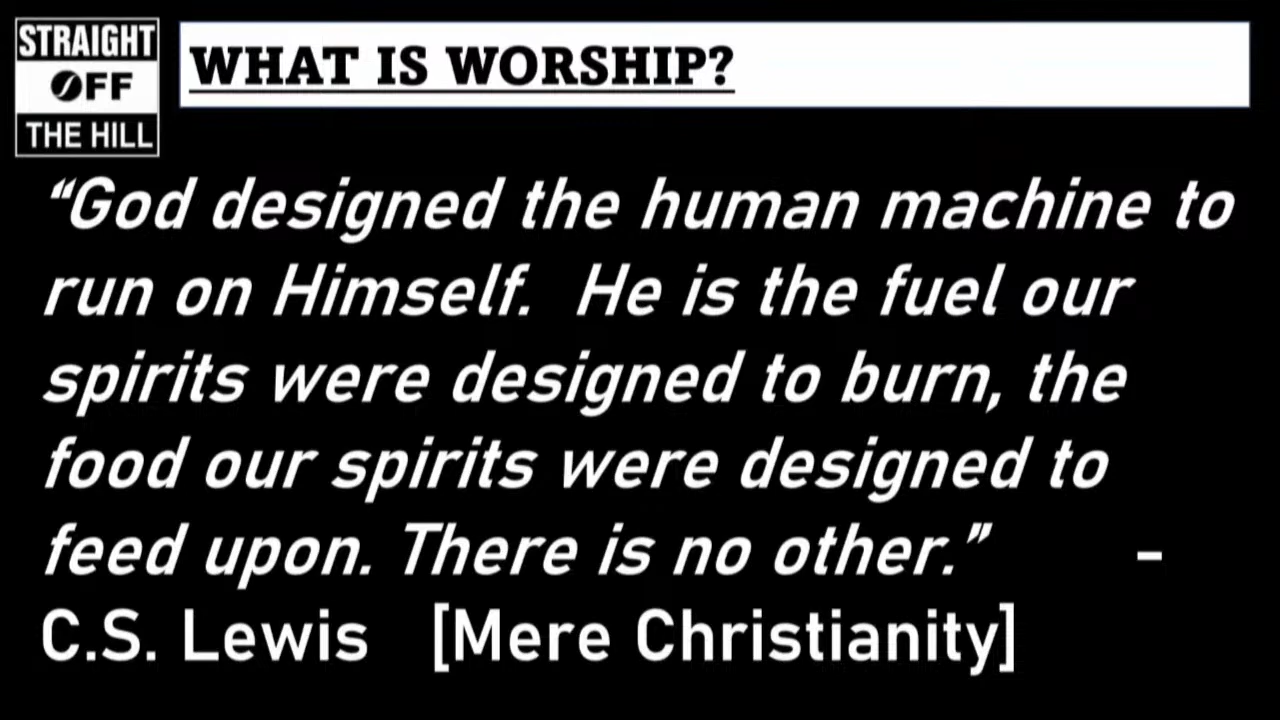 STRAIGHT
OFF
THE HILL
WHAT IS WORSHIP?
“God designed the human machine to
run on Himself.  He is the fuel our
spirits were designed to burn, the
food our spirits were designed to
feed upon. There is no other.” –
C.S. Lewis [Mere Christianity]